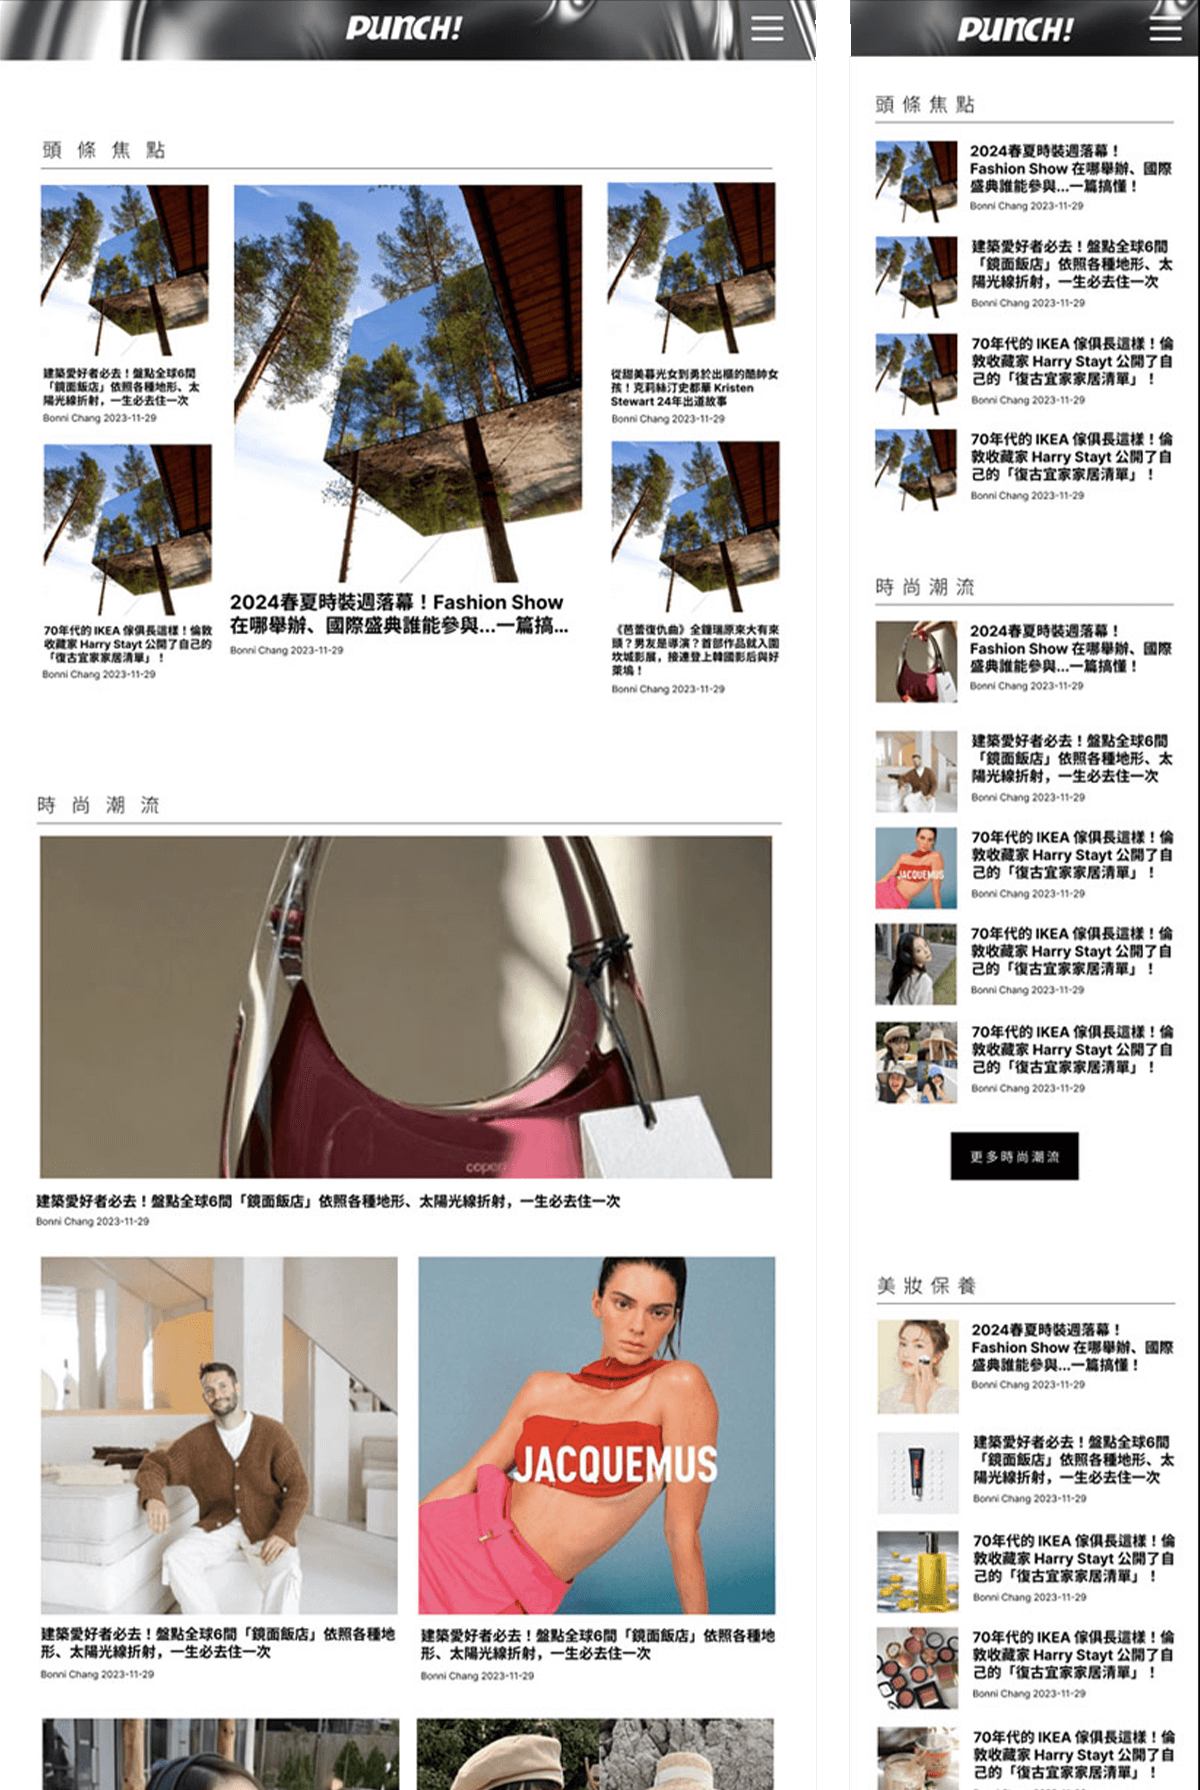 PUNCH!
頭條焦點
建築愛好者必去！盤點全球6間
「鏡面飯店」依照各種地形、太
陽光線折射，一生必去住一次
Bonni Chang 2023-11-29
70年代的 IKEA 傢俱長這樣！倫敦
收藏家 Harry Stayt 公開了自己的
「復古宜家家居清單」！
Bonni Chang 2023-11-29
2024春夏時裝週落幕！Fashion Show
在哪舉辦、國際盛典誰能參與...一篇搞...
Bonni Chang 2023-11-29
從甜美暮光女到勇於出櫃的酷帥女
孩！克莉絲汀史都華 Kristen
Stewart 24年出道故事
Bonni Chang 2023-11-29
《芭蕾復仇曲》全鐘瑞原來大有來
頭？男友是導演？首部作品就入圍
坎城影展，接連登上韓國影后與好
萊塢！
Bonni Chang 2023-11-29
時尚潮流
coperni
建築愛好者必去！盤點全球6間「鏡面飯店」依照各種地形、太陽光線折射，一生必去住一次
Bonni Chang 2023-11-29
JACQUEMUS
建築愛好者必去！盤點全球6間「鏡面飯店」依照各種地
形、太陽光線折射，一生必去住一次
Bonni Chang 2023-11-29
建築愛好者必去！盤點全球6間「鏡面飯店」依照各種地
形、太陽光線折射，一生必去住一次
Bonni Chang 2023-11-29
PUNCH!
頭條焦點
2024春夏時裝週落幕！
Fashion Show 在哪舉辦、國際
盛典誰能參與...一篇搞懂！
Bonni Chang 2023-11-29
建築愛好者必去！盤點全球6間
「鏡面飯店」依照各種地形、太
陽光線折射，一生必去住一次
Bonni Chang 2023-11-29
70年代的 IKEA 傢俱長這樣！倫
敦收藏家 Harry Stayt 公開了自
己的「復古宜家家居清單」！
Bonni Chang 2023-11-29
70年代的 IKEA 傢俱長這樣！倫
敦收藏家 Harry Stayt 公開了自
己的「復古宜家家居清單」！
Bonni Chang 2023-11-29
時尚潮流
2024春夏時裝週落幕！
Fashion Show 在哪舉辦、國際
盛典誰能參與...一篇搞懂！
Bonni Chang 2023-11-29
建築愛好者必去！盤點全球6間
「鏡面飯店」依照各種地形、太
陽光線折射，一生必去住一次
Bonni Chang 2023-11-29
JACQUEMUS
70年代的 IKEA 傢俱長這樣！倫
敦收藏家 Harry Stayt 公開了自
己的「復古宜家家居清單」！
Bonni Chang 2023-11-29
70年代的 IKEA 傢俱長這樣！倫
敦收藏家 Harry Stayt 公開了自
己的「復古宜家家居清單」！
Bonni Chang 2023-11-29
70年代的 IKEA 傢俱長這樣！倫
敦收藏家 Harry Stayt 公開了自
己的「復古宜家家居清單」！
Bonni Chang 2023-11-29
更多時尚潮流
美妝保養
2024春夏時裝週落幕！
Fashion Show 在哪舉辦、國際
盛典誰能參與...一篇搞懂！
Bonni Chang 2023-11-29
建築愛好者必去！盤點全球6間
「鏡面飯店」依照各種地形、太
陽光線折射，一生必去住一次
Bonni Chang 2023-11-29
70年代的 IKEA 傢俱長這樣！倫
敦收藏家 Harry Stayt 公開了自
己的「復古宜家家居清單」！
Bonni Chang 2023-11-29
70年代的 IKEA 傢俱長這樣！倫
敦收藏家 Harry Stayt 公開了自
己的「復古宜家家居清單」！
Bonni Chang 2023-11-29
70年代的 IKEA 傢俱長這樣！倫
敦收藏家 Harry Stayt 公開了自
己的「復古宜家家居清單」！